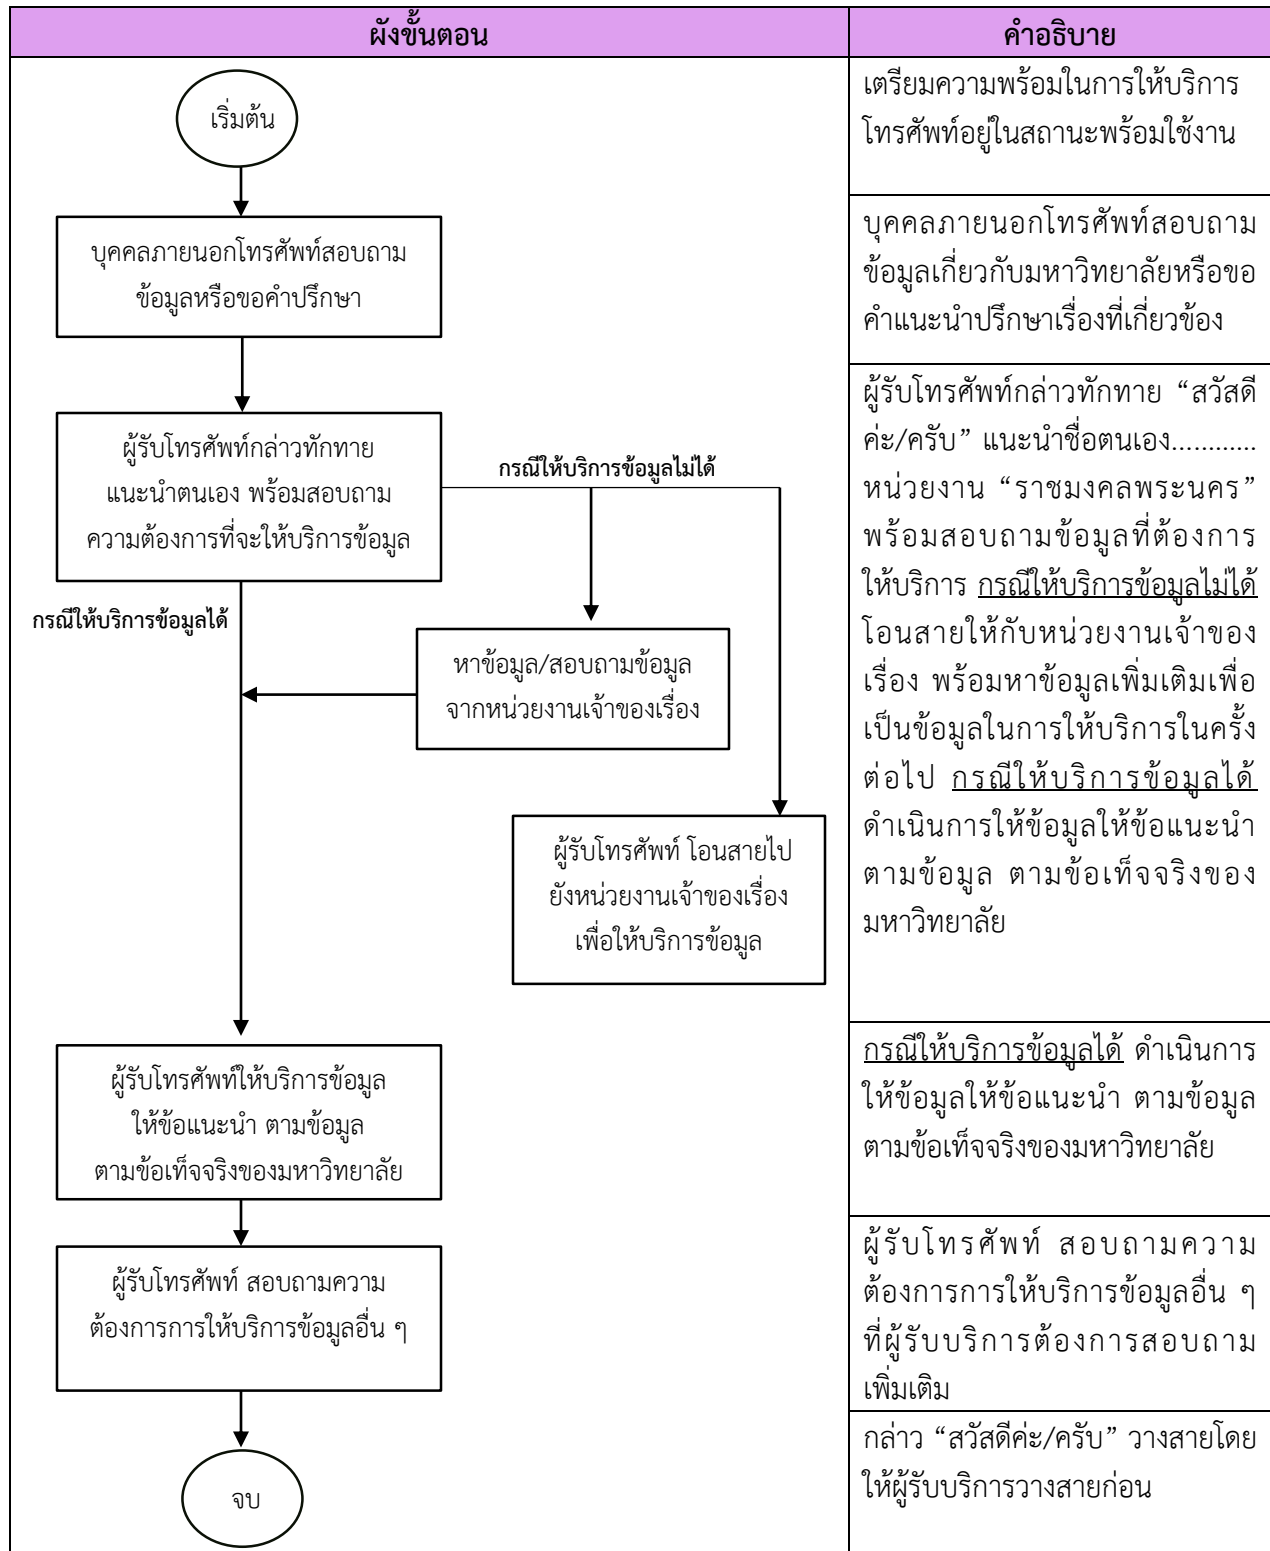 ผังขั้นตอน
คำอธิบาย
เริ่มต้น
เตรียมความพร้อมในการให้บริการ
โทรศัพท์อยู่ในสถานะพร้อมใช้งาน
บุคคลภายนอกโทรศัพท์สอบถาม
ข้อมูลหรือขอคำปรึกษา
บุคคลภายนอกโทรศัพท์สอบถาม
ข้อมูลเกี่ยวกับมหาวิทยาลัยหรือขอ
คำแนะนำปรึกษาเรื่องที่เกี่ยวข้อง
ผู้รับโทรศัพท์กล่าวทักทาย
แนะนำตนเอง พร้อมสอบถาม
ความต้องการที่จะให้บริการข้อมูล
กรณีให้บริการข้อมูลไม่ได้
กรณีให้บริการข้อมูลได้
หาข้อมูล/สอบถามข้อมูล
จากหน่วยงานเจ้าของเรื่อง
ผู้รับโทรศัพท์ โอนสายไป
ยังหน่วยงานเจ้าของเรื่อง
เพื่อให้บริการข้อมูล
ผู้รับโทรศัพท์กล่าวทักทาย “สวัสดี
ค่ะ/ครับ” แนะนำชื่อตนเอง............
หน่วยงาน “ราชมงคลพระนคร”
พร้อมสอบถามข้อมูลที่ต้องการ
ให้บริการ กรณีให้บริการข้อมูลไม่ได้
โอนสายให้กับหน่วยงานเจ้าของ
เรื่อง พร้อมหาข้อมูลเพิ่มเติมเพื่อ
เป็นข้อมูลในการให้บริการในครั้ง
ต่อไป กรณีให้บริการข้อมูลได้
ดำเนินการให้ข้อมูลให้ข้อแนะนำ
ตามข้อมูล ตามข้อเท็จจริงของ
มหาวิทยาลัย
ผู้รับโทรศัพท์ให้บริการข้อมูล
ให้ข้อแนะนำ ตามข้อมูล
ตามข้อเท็จจริงของมหาวิทยาลัย
กรณีให้บริการข้อมูลได้ ดำเนินการ
ให้ข้อมูลให้ข้อแนะนำ ตามข้อมูล
ตามข้อเท็จจริงของมหาวิทยาลัย
ผู้รับโทรศัพท์ สอบถามความ
ต้องการการให้บริการข้อมูลอื่น ๆ
ผู้รับโทรศัพท์ สอบถามความ
ต้องการการให้บริการข้อมูลอื่น ๆ
ที่ผู้รับบริการต้องการสอบถาม
เพิ่มเติม
จบ
กล่าว “สวัสดีค่ะ/ครับ” วางสายโดย
ให้ผู้รับบริการวางสายก่อน